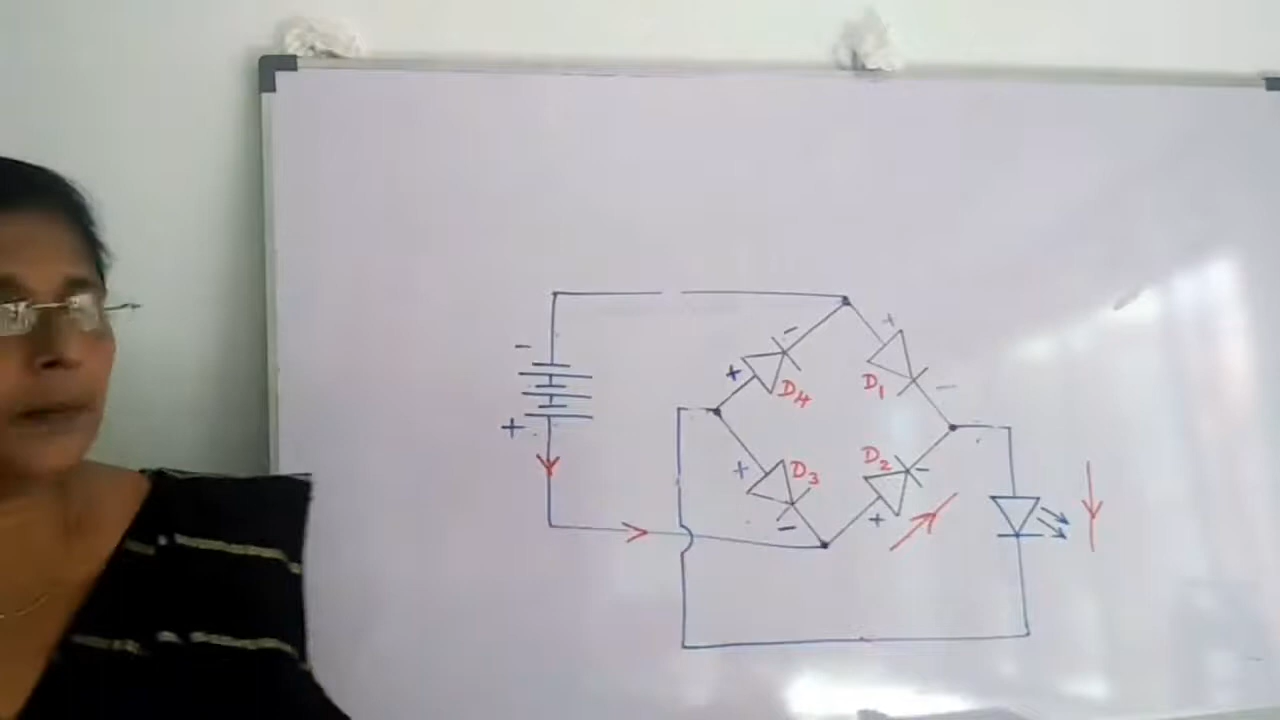 -
+
+
-
D4
+
D1
-
+
D3
-
D2
-
+